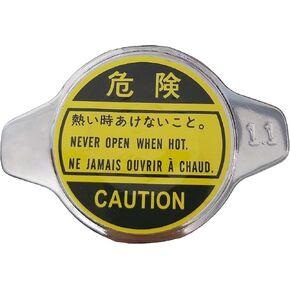 危険
熱い時あけないこと。
NEVER OPEN WHEN HOT.
NE JAMAIS OUVRIR À CHAUD.
CAUTION
1.1